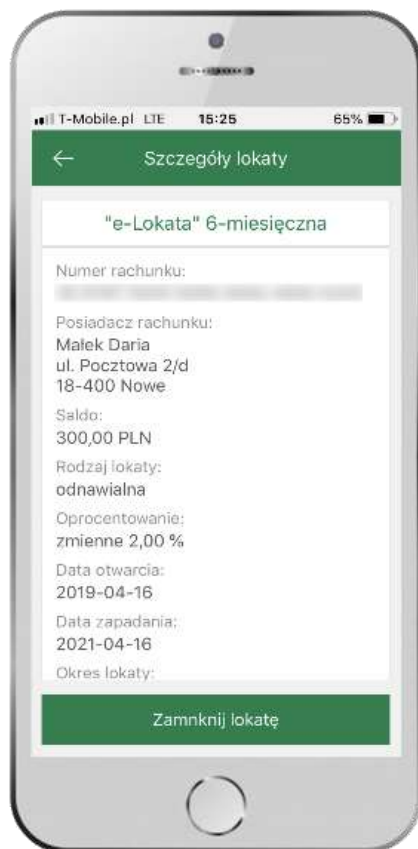 T-Mobile.pl LTE 15:25 65%
Szczegóły lokaty
"e-Lokata" 6-miesięczna
Numer rachunku:
Posiadacz rachunku:
Małek Daria
ul. Pocztowa 2/d
18-400 Nowe
Saldo:
300,00 PLN
Rodzaj lokaty:
odnawialna
Oprocentowanie:
zmienne 2,00 %
Data otwarcia:
2019-04-16
Data zapadania:
2021-04-16
Okres lokaty:
Zamnknij lokatę